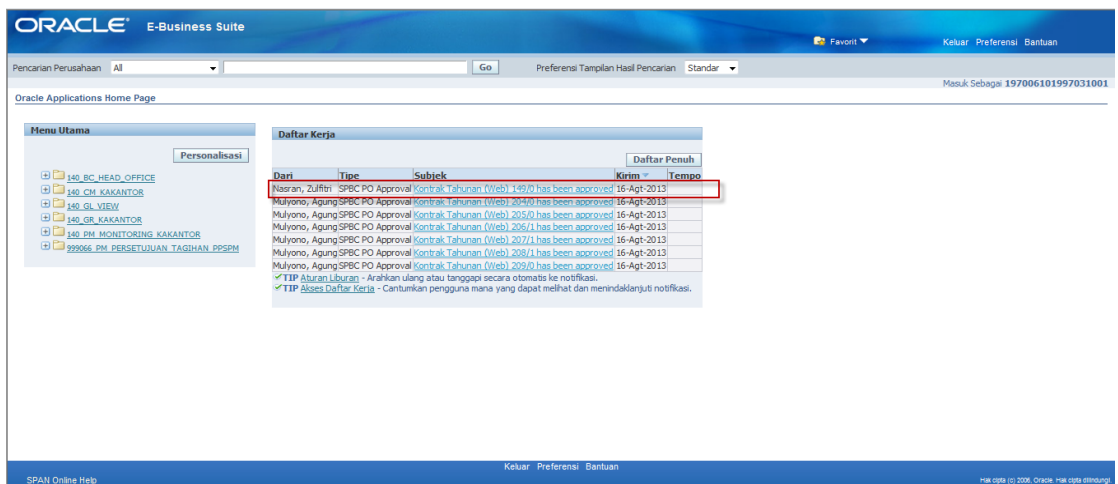 ORACLE E-Business Suite
Favorit Keluar Preferensi Bantuan
Pencarian Perusahaan All Go Preferensi Tampilan Hasil Pencarian Standar
Masuk Sebagai 197006101997031001
Oracle Applications Home Page
Menu Utama
Personalisasi
140_BC_HEAD_OFFICE
140_CM_KAKANTOR
140_GL_VIEW
140_GR_KAKANTOR
140_PM_MONITORING_KAKANTOR
999066_PM_PERSETUJUAN_TAGIHAN_PPSPM
Daftar Kerja
Daftar Penuh
Dari Tipe Subjek Kirim Tempo
Nasran, Zulfitri SPBC PO Approval Kontrak Tahunan (Web) 149/0 has been approved 16-Agt-2013
Mulyono, Agung SPBC PO Approval Kontrak Tahunan (Web) 204/0 has been approved 16-Agt-2013
Mulyono, Agung SPBC PO Approval Kontrak Tahunan (Web) 205/0 has been approved 16-Agt-2013
Mulyono, Agung SPBC PO Approval Kontrak Tahunan (Web) 206/1 has been approved 16-Agt-2013
Mulyono, Agung SPBC PO Approval Kontrak Tahunan (Web) 207/1 has been approved 16-Agt-2013
Mulyono, Agung SPBC PO Approval Kontrak Tahunan (Web) 208/1 has been approved 16-Agt-2013
Mulyono, Agung SPBC PO Approval Kontrak Tahunan (Web) 209/0 has been approved 16-Agt-2013
TIP Aturan Liburan - Arahkan ulang atau tanggapi secara otomatis ke notifikasi.
TIP Akses Daftar Kerja - Cantumkan pengguna mana yang dapat melihat dan menindaklanjuti notifikasi.
Keluar Preferensi Bantuan
SPAN Online Help Hak cipta (c) 2006, Oracle. Hak cipta dilindungi